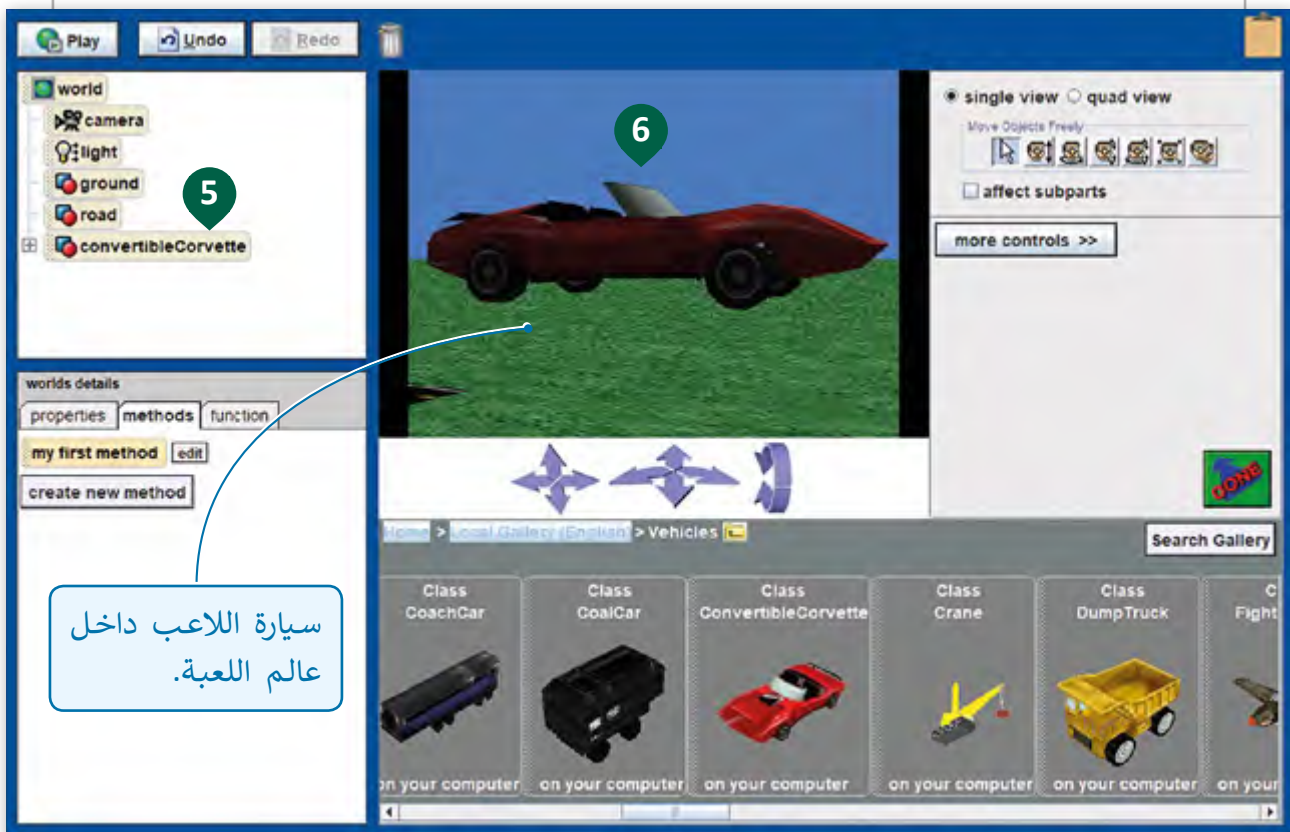 Play
Undo
Redo
world
camera
light
ground
road
convertibleCorvette
5
6
single view
quad view
Move Objects Freely
affect subparts
more controls >>
worlds details
properties
methods
function
my first method
edit
create new method
DONE
Home > Local Gallery (English) > Vehicles
Search Gallery
Class
CoachCar
on your computer
Class
CoalCar
on your computer
Class
ConvertibleCorvette
on your computer
Class
Crane
on your computer
Class
DumpTruck
on your computer
C
Fight
on your
سيارة اللاعب داخل
عالم اللعبة.